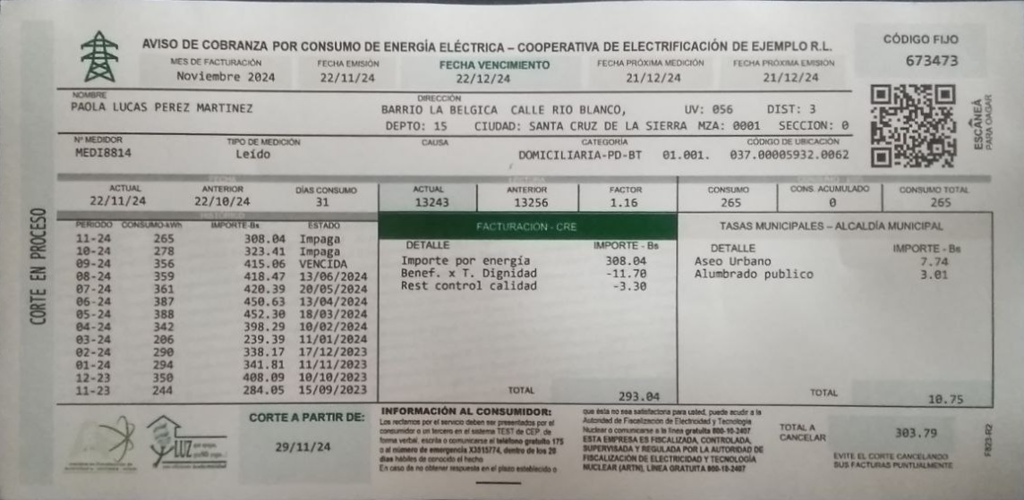 AVISO DE COBRANZA POR CONSUMO DE ENERGÍA ELÉCTRICA – COOPERATIVA DE ELECTRIFICACIÓN DE EJEMPLO R.L.
CÓDIGO FIJO
673473
MES DE FACTURACIÓN FECHA EMISIÓN FECHA VENCIMIENTO FECHA PRÓXIMA MEDICIÓN FECHA PRÓXIMA EMISIÓN
Noviembre 2024 22/11/24 22/12/24 21/12/24 21/12/24
NOMBRE DIRECCIÓN
PAOLA LUCAS PEREZ MARTINEZ BARRIO LA BELGICA CALLE RIO BLANCO, UV: 056 DIST: 3
DEPTO: 15 CIUDAD: SANTA CRUZ DE LA SIERRA MZA: 0001 SECCION: 0
ESCÁNEA PARA PAGAR
Nº MEDIDOR TIPO DE MEDICIÓN CAUSA CATEGORÍA CÓDIGO DE UBICACIÓN
MEDI8814 Leído DOMICILIARIA-PD-BT 01.001. 037.00005932.0062
FECHA LECTURA
ACTUAL ANTERIOR DÍAS CONSUMO ACTUAL ANTERIOR FACTOR CONSUMO CONS. ACUMULADO CONSUMO TOTAL
22/11/24 22/10/24 31 13243 13256 1.16 265 0 265
CORTE EN PROCESO
HISTÓRICO
PERIODO CONSUMO-kWh IMPORTE-Bs ESTADO
11-24 265 308.04 Impaga
10-24 278 323.41 Impaga
09-24 356 415.06 VENCIDA
08-24 359 418.47 13/06/2024
07-24 361 420.39 20/05/2024
06-24 387 450.63 13/04/2024
05-24 388 452.30 18/03/2024
04-24 342 398.29 10/02/2024
03-24 206 239.39 11/01/2024
02-24 290 338.17 17/12/2023
01-24 294 341.81 11/11/2023
12-23 350 408.09 10/10/2023
11-23 244 284.05 15/09/2023
FACTURACIÓN - CRE
DETALLE IMPORTE - Bs
Importe por energía 308.04
Benef. x T. Dignidad -11.70
Rest control calidad -3.30
TOTAL 293.04
TASAS MUNICIPALES – ALCALDÍA MUNICIPAL
DETALLE IMPORTE - Bs
Aseo Urbano 7.74
Alumbrado publico 3.01
TOTAL 10.75
LUZ
CORTE A PARTIR DE:
29/11/24
INFORMACIÓN AL CONSUMIDOR:
Los reclamos por el servicio deben ser presentados por el
consumidor o un tercero en el sistema TEST de CEP, de
forma verbal, escrita o comunicarse al teléfono gratuito 175
o al número de emergencia X3815774, dentro de los 20
días hábiles de conocido el hecho
En caso de no obtener respuesta en el plazo establecido o
que ésta no sea satisfactoria para usted, puede acudir a la
Autoridad de Fiscalización de Electricidad y Tecnología
Nuclear o comunicarse a la línea gratuita 800-10-2407
ESTA EMPRESA ES FISCALIZADA, CONTROLADA,
SUPERVISADA Y REGULADA POR LA AUTORIDAD DE
FISCALIZACIÓN DE ELECTRICIDAD Y TECNOLOGÍA
NUCLEAR (ARTN), LÍNEA GRATUITA 800-10-2407
TOTAL A
CANCELAR
303.79
EVITE EL CORTE CANCELANDO
SUS FACTURAS PUNTUALMENTE
F823-R2